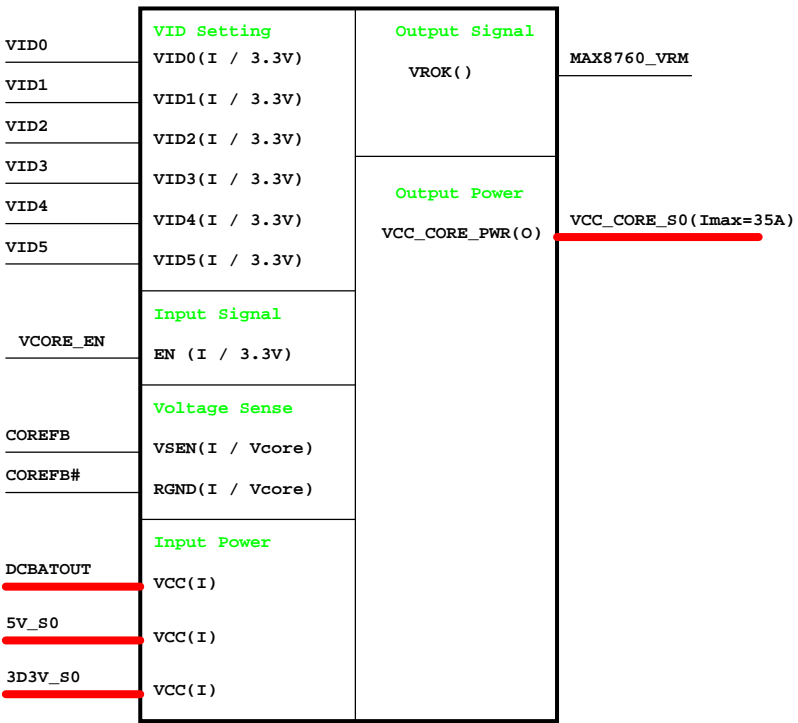 VID Setting
Output Signal
VID0
VID0(I / 3.3V)
MAX8760_VRM
VROK()
VID1
VID1(I / 3.3V)
VID2
VID2(I / 3.3V)
VID3
VID3(I / 3.3V)
Output Power
VID4
VID4(I / 3.3V)
VCC_CORE_PWR(O)
VCC_CORE_S0(Imax=35A)
VID5
VID5(I / 3.3V)
Input Signal
VCORE_EN
EN (I / 3.3V)
Voltage Sense
COREFB
VSEN(I / Vcore)
COREFB#
RGND(I / Vcore)
Input Power
DCBATOUT
VCC(I)
5V_S0
VCC(I)
3D3V_S0
VCC(I)